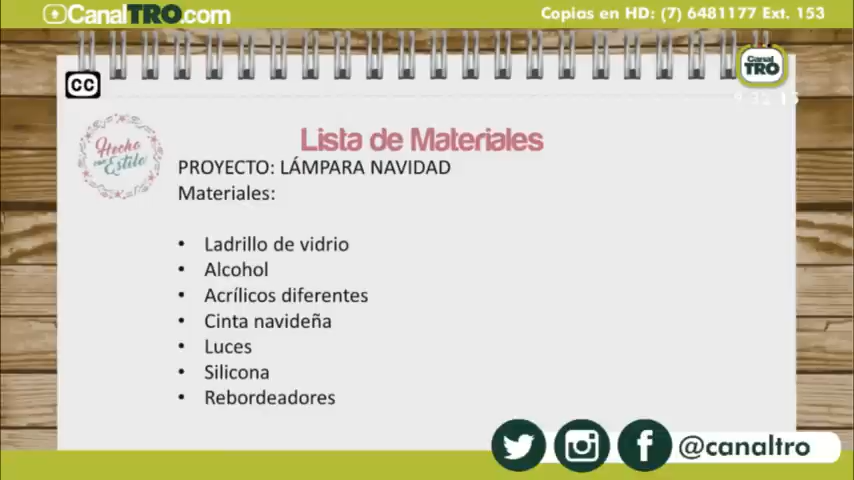 CanalTRO.com
Copias en HD: (7) 6481177 Ext. 153
CC
Canal
TRO
Hecho
con Estilo
Lista de Materiales
PROYECTO: LÁMPARA NAVIDAD
Materiales:
• Ladrillo de vidrio
• Alcohol
• Acrílicos diferentes
• Cinta navideña
• Luces
• Silicona
• Rebordeadores
@canaltro